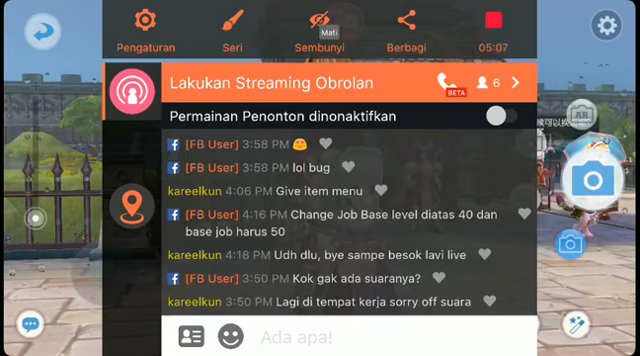 Mati
Pengaturan
Seri
Sembunyi
Berbagi
05:07
Lakukan Streaming Obrolan
BETA
6
Permainan Penonton dinonaktifkan
[FB User] 3:58 PM 😍
[FB User] 3:58 PM lol bug
kareelkun 4:06 PM Give item menu
[FB User] 4:16 PM Change Job Base level diatas 40 dan
base job harus 50
kareelkun 4:18 PM Udh dlu, bye sampe besok lavi live
[FB User] 3:50 PM Kok gak ada suaranya?
kareelkun 3:50 PM Lagi di tempat kerja sorry off suara
Ada apa!
AR